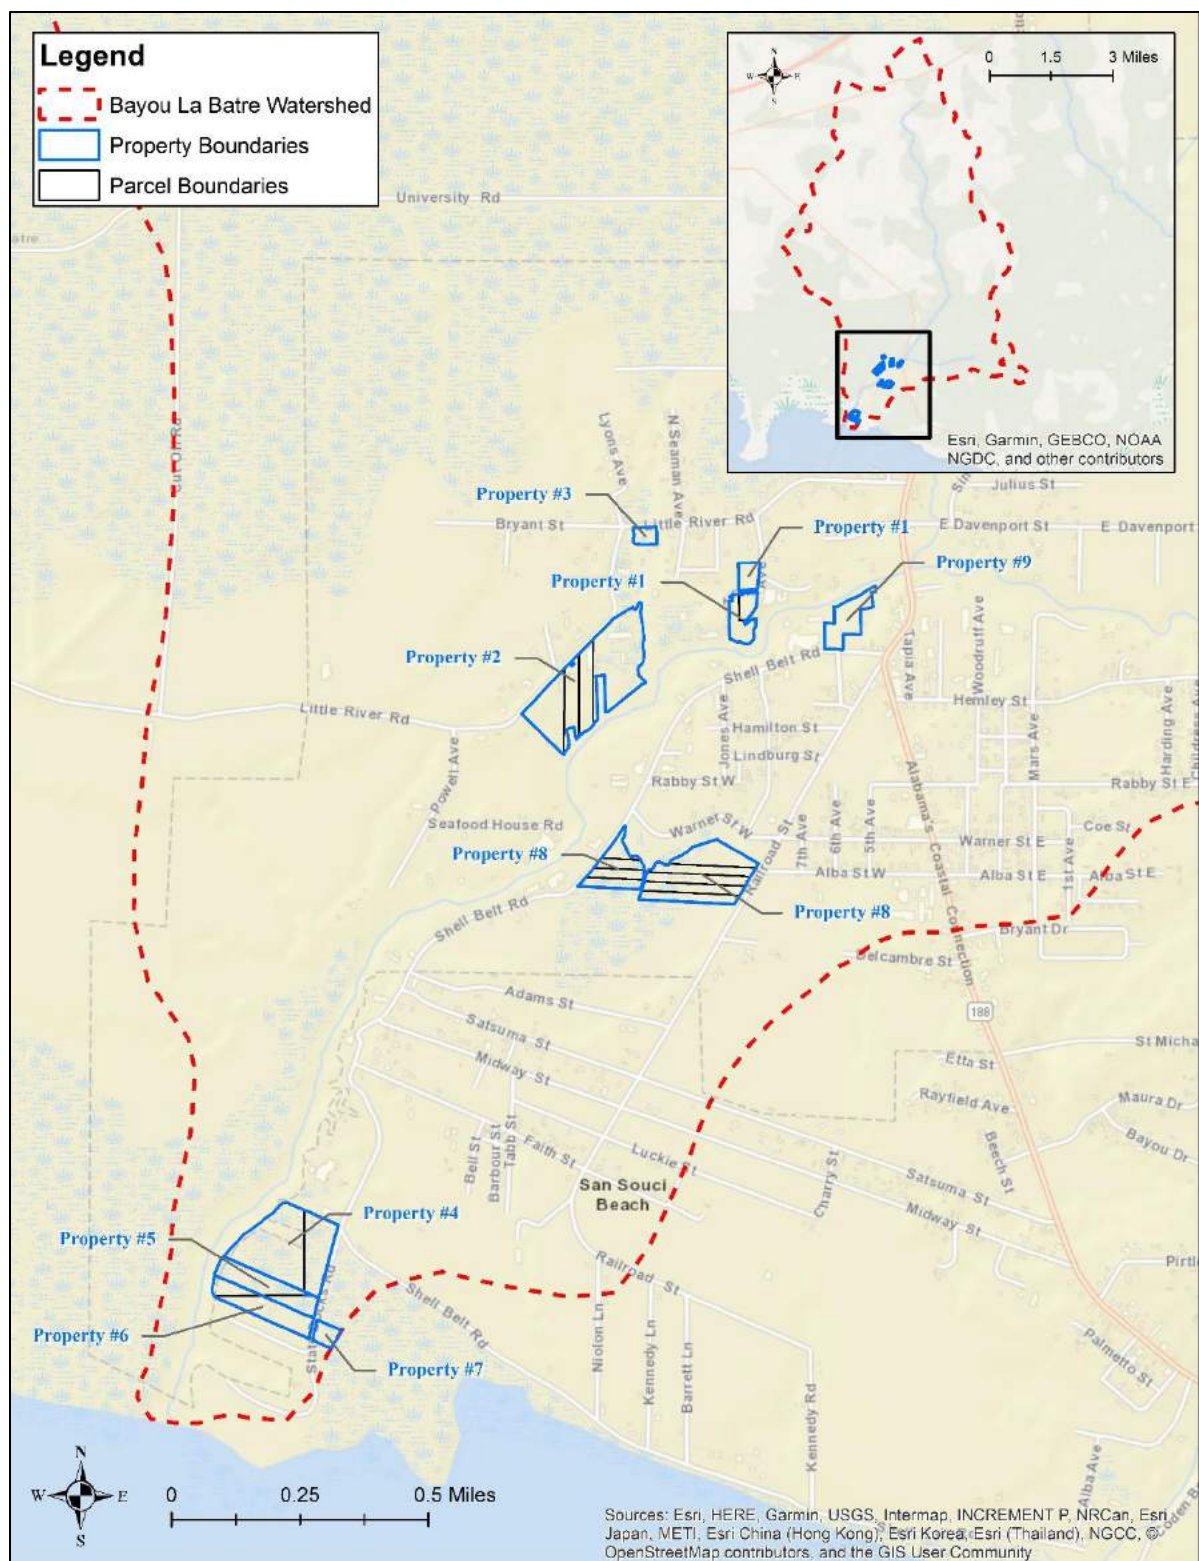 Legend
Bayou La Batre Watershed
Property Boundaries
Parcel Boundaries
N
W E
S
0 1.5 3 Miles
Esri, Garmin, GEBCO, NOAA
NGDC, and other contributors
University Rd
Cut Off Rd
Lyons Ave
N Seaman Ave
Julius St
Property #3
Bryant St
Little River Rd
Property #1
E Davenport St
E Davenport
Property #1
Ave
Property #9
Property #2
Shell Belt Rd
Tapia Ave
Woodruff Ave
Hemley St
Little River Rd
Jones Ave
Hamilton St
Lindburg St
Mars Ave
Harding Ave
Powell Ave
Rabby St W
Alabama's Coastal Connection
Rabby St E
Seafood House Rd
Warner St W
Railroad St
7th Ave
6th Ave
5th Ave
Warner St E
Coe St
Property #8
Alba St W
Alba St E
1st Ave
Alba St E
Property #8
Shell Belt Rd
Bryant Dr
Delcambre St
Adams St
188
Satsuma St
Midway St
St Micha
Etta St
Rayfield Ave
Maura Dr
Bayou Dr
Bell St
Barbour St
Tabb St
Faith St
Luckie St
Charry St
Beech St
Satsuma St
Midway St
San Souci
Beach
Property #4
Property #5
Railroad St
Pirtle
Shell Belt Rd
Property #6
Property #7
Niolon Ln
Kennedy Ln
Barrett Ln
Kennedy Rd
Palmetto St
Alba Ave
N
W E
S
0 0.25 0.5 Miles
Sources: Esri, HERE, Garmin, USGS, Intermap, INCREMENT P, NRCan, Esri
Japan, METI, Esri China (Hong Kong), Esri Korea, Esri (Thailand), NGCC, ©
OpenStreetMap contributors, and the GIS User Community